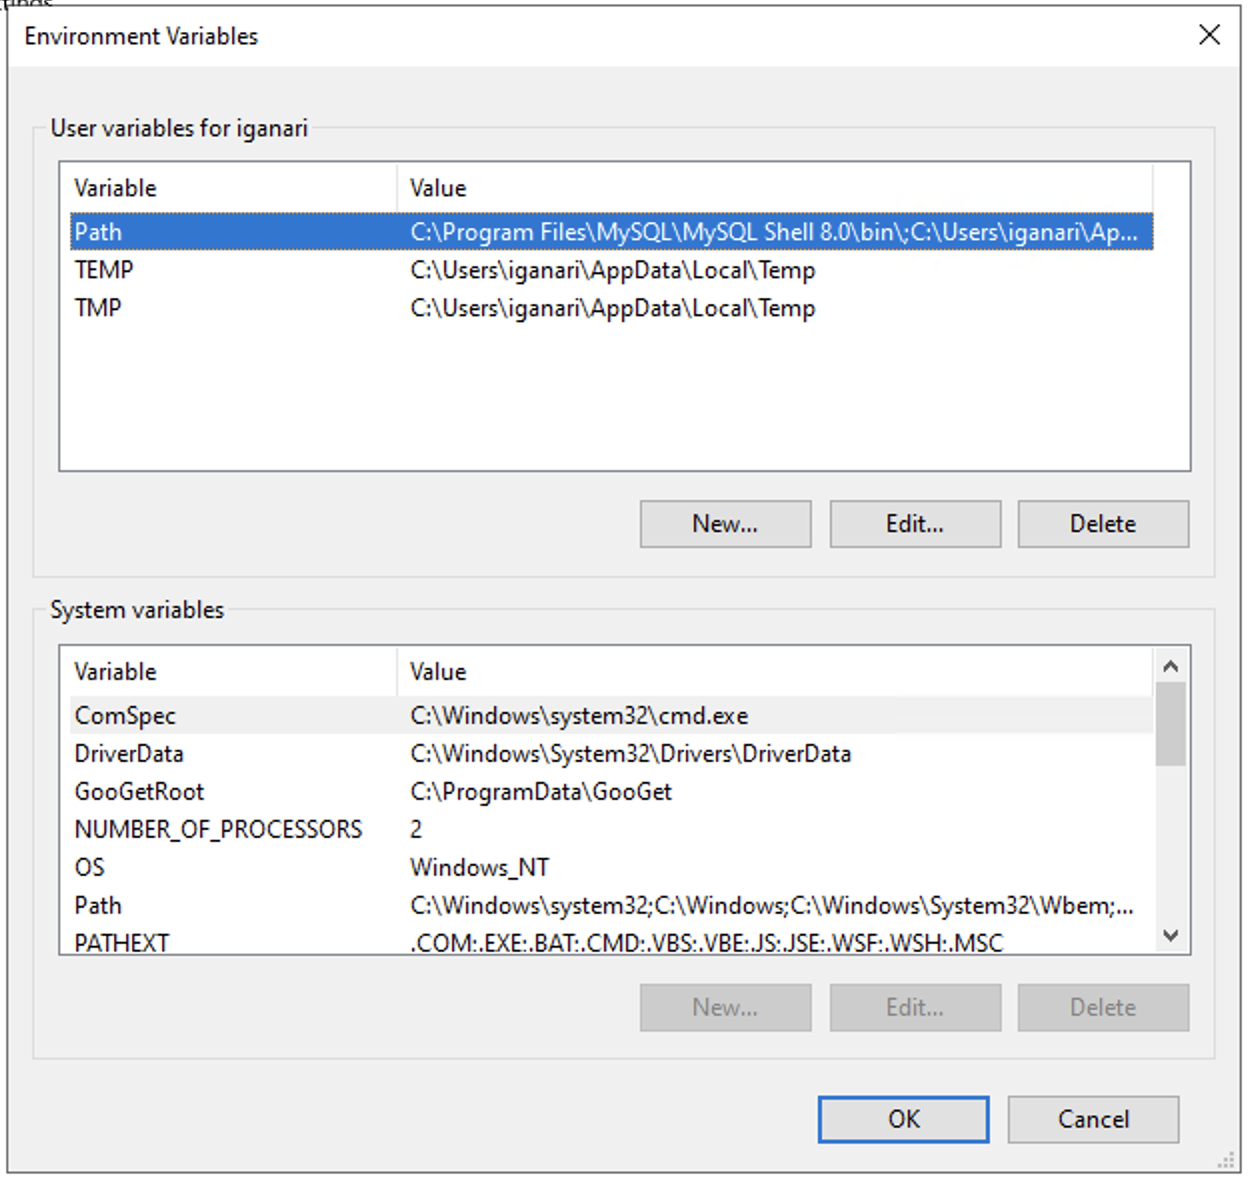 Environment Variables
User variables for iganari
Variable Value
Path C:\Program Files\MySQL\MySQL Shell 8.0\bin\;C:\Users\iganari\Ap...
TEMP C:\Users\iganari\AppData\Local\Temp
TMP C:\Users\iganari\AppData\Local\Temp
New... Edit... Delete
System variables
Variable Value
ComSpec C:\Windows\system32\cmd.exe
DriverData C:\Windows\System32\Drivers\DriverData
GooGetRoot C:\ProgramData\GooGet
NUMBER_OF_PROCESSORS 2
OS Windows_NT
Path C:\Windows\system32;C:\Windows;C:\Windows\System32\Wbem;...
PATHEXT .COM;.EXE;.BAT;.CMD;.VBS;.VBE;.JS;.JSE;.WSF;.WSH;.MSC
New... Edit... Delete
OK Cancel